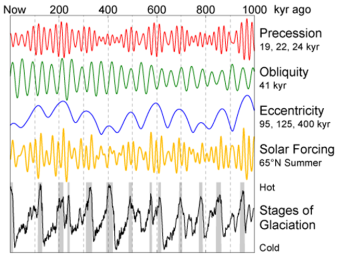 Now 200 400 600 800 1000 kyr ago
Precession
19, 22, 24 kyr
Obliquity
41 kyr
Eccentricity
95, 125, 400 kyr
Solar Forcing
65°N Summer
Hot
Stages of
Glaciation
Cold